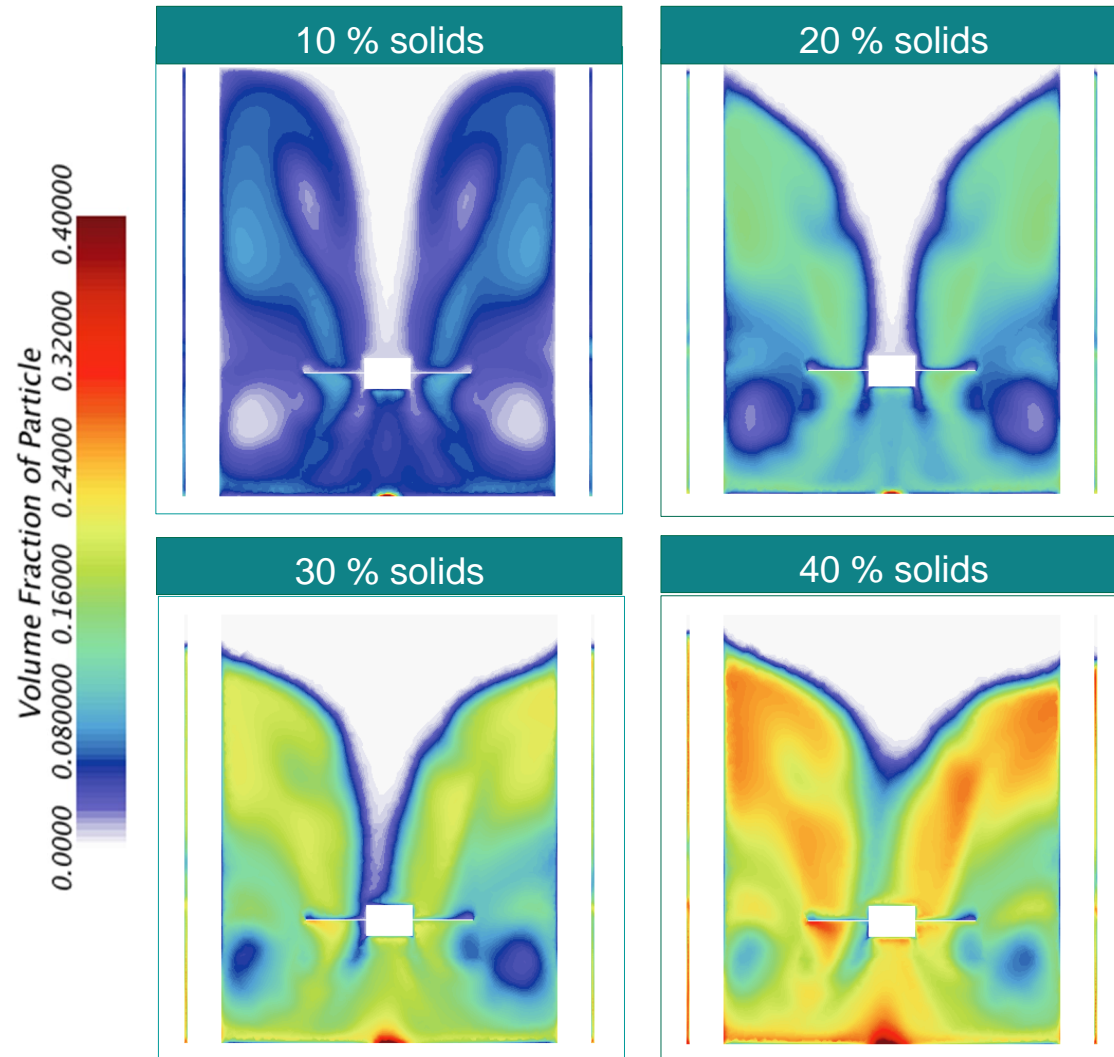 10 % solids
20 % solids
Volume Fraction of Particle
0.0000
0.080000
0.16000
0.24000
0.32000
0.40000
30 % solids
40 % solids